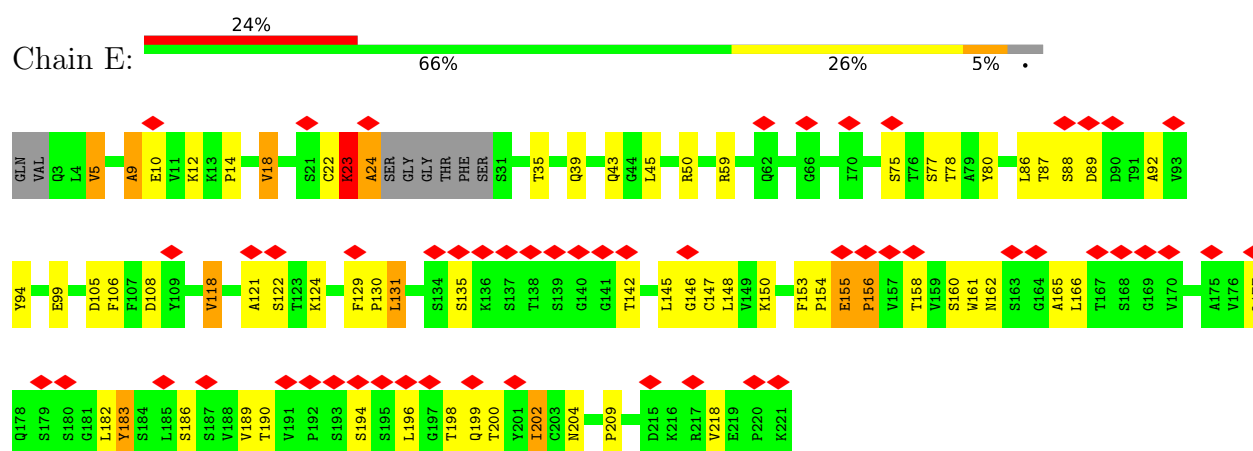 24%
Chain E:
66% 26% 5% •
GLN VAL Q3 L4 V5 A9 E10 V11 K12 K13 P14 V18 S21 C22 K23 A24 SER GLY GLY THR PHE SER S31 T35 Q39 Q43 G44 L45 R50 R59 Q62 G66 I70 S75 T76 S77 T78 A79 Y80 L86 T87 S88 D89 D90 T91 A92 V93
Y94 E99 D105 F106 F107 D108 Y109 V118 A121 S122 T123 K124 F129 P130 L131 S134 S135 K136 S137 T138 S139 G140 G141 T142 L145 G146 C147 L148 V149 K150 F153 P154 E155 P156 V157 T158 V159 S160 W161 N162 S163 G164 A165 L166 T167 S168 G169 V170 A175 V176
Q178 S179 S180 G181 L182 Y183 S184 L185 S186 S187 V188 V189 T190 V191 P192 S193 S194 S195 L196 G197 T198 Q199 T200 Y201 I202 C203 N204 P209 D215 K216 R217 V218 E219 P220 K221